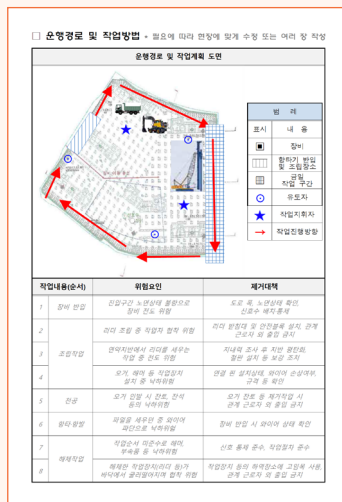 □ 운행경로 및 작업방법 * 필요에 따라 현장에 맞게 수정 또는 여러 장 작성
운행경로 및 작업계획 도면
범 례
표시 내 용
장비
항타기 반입
및 조립장소
금일
작업 구간
유도자
작업지휘자
작업진행방향
작업내용(순서) 위험요인 제거대책
1 장비 반입 진입구간 노면상태 불량으로
장비 전도 위험 도로 폭, 노면상태 확인,
신호수 배치·통제
2 조립작업 리더 조립 중 작업자 협착 위험 리더 받침대 및 안전블록 설치, 관계
근로자 외 출입 금지
3 연약지반에서 리더를 세우는
작업 중 전도 위험 지내력 조사 후 지반 평탄화,
철판 설치 등 보강 조치
4 오거, 해머 등 작업장치
설치 중 낙하위험 연결 핀 설치상태, 와이어 손상여부,
규격 등 확인
5 천공 오거 인발 시 잔토, 잔석
등의 낙하위험 오거 잔토 등 제거작업 시
관계 근로자 외 출입 금지
6 항타·항발 파일을 세우던 중 와이어
파단으로 낙하위험 장비 반입 시 와이어 상태 확인
7 해체작업 작업순서 미준수로 해머,
부속품 등 낙하위험 신호 통제 준수, 작업절차 준수
8 해체한 작업장치(리더 등)가
바닥에서 굴러떨어지며 협착 위험 작업장치 등의 하역장소에 고임목 사용,
관계 근로자 외 출입 금지